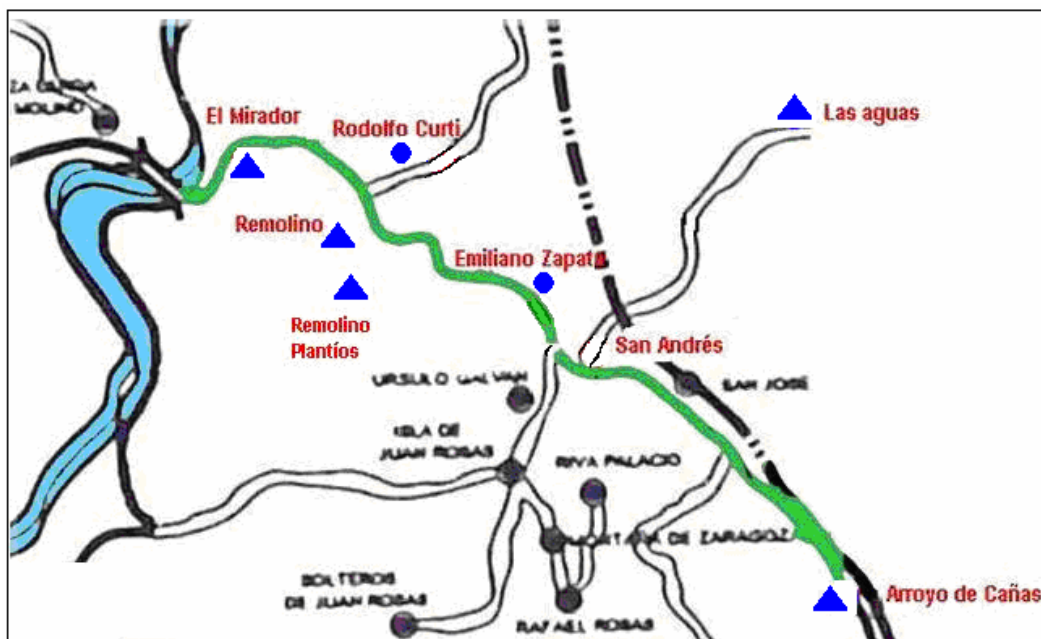 MOLINO
El Mirador
Rodolfo Curti
Las aguas
Remolino
Emiliano Zapata
Remolino
Plantíos
San Andrés
URSULO GALVAN
SAN JOSE
ISLA DE
JUAN ROSAS
RIVA PALACIO
DE ZARAGOZA
SOLTEROS
DE JUAN ROSAS
RAFAEL ROSAS
Arroyo de Cañas